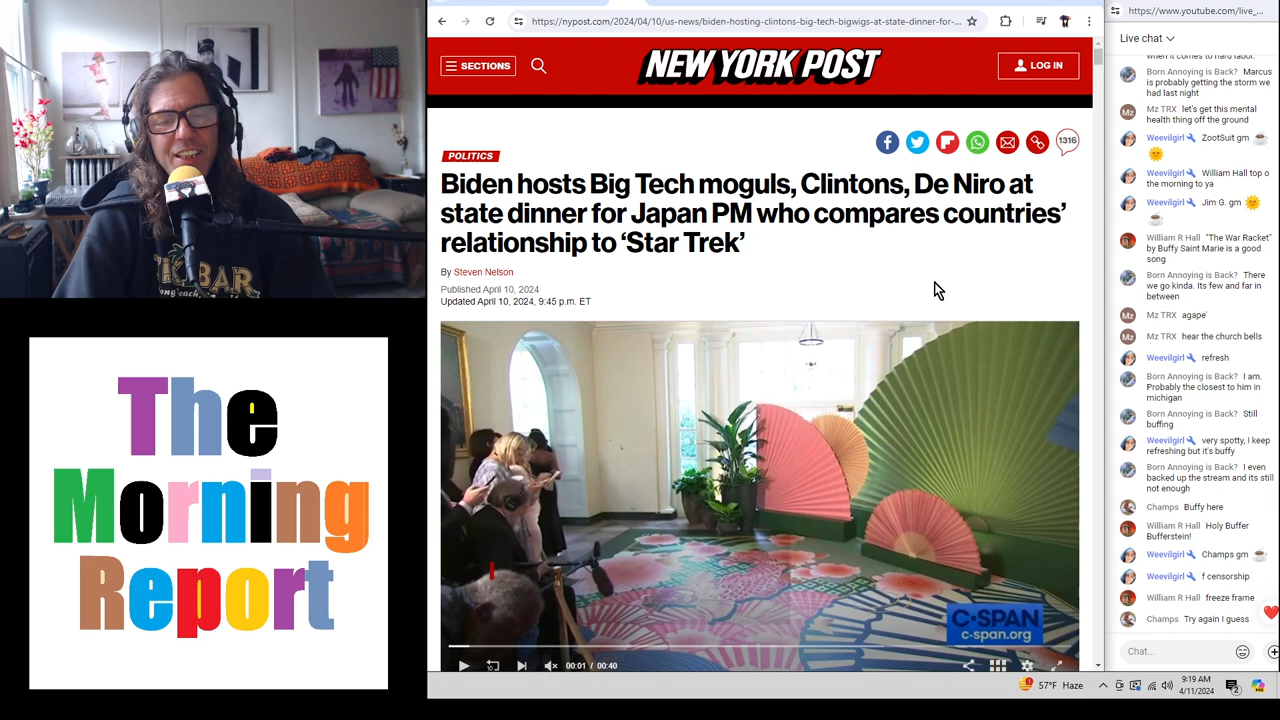 TIKI BAR
The
Morning
Report
https://nypost.com/2024/04/10/us-news/biden-hosting-clintons-big-tech-bigwigs-at-state-dinner-for-...
SECTIONS
NEW YORK POST
LOG IN
1316
POLITICS
Biden hosts Big Tech moguls, Clintons, De Niro at
state dinner for Japan PM who compares countries'
relationship to 'Star Trek'
By Steven Nelson
Published April 10, 2024
Updated April 10, 2024, 9:45 p.m. ET
C-SPAN
c-span.org
00:01 / 00:40
https://www.youtube.com/live_...
Live chat
when it comes to hard labor.
Born Annoying is Back? Marcus
is probably getting the storm we
had last night
Mz TRX let's get this mental
health thing off the ground
Weevilgirl ZootSuit gm
Weevilgirl William Hall top o
the morning to ya
Weevilgirl Jim G. gm
William R Hall "The War Racket"
by Buffy Saint Marie is a good
song
Born Annoying is Back? There
we go kinda. Its few and far in
between
Mz TRX agape'
Mz TRX hear the church bells
Weevilgirl refresh
Born Annoying is Back? I am.
Probably the closest to him in
michigan
Born Annoying is Back? Still
buffing
Weevilgirl very spotty, I keep
refreshing but it's buffy
Born Annoying is Back? I even
backed up the stream and its still
not enough
Champs Buffy here
William R Hall Holy Buffer
Bufferstein!
Weevilgirl Champs gm
Weevilgirl f censorship
William R Hall freeze frame
Champs Try again I guess
Chat...
57°F Haze
9:19 AM
4/11/2024